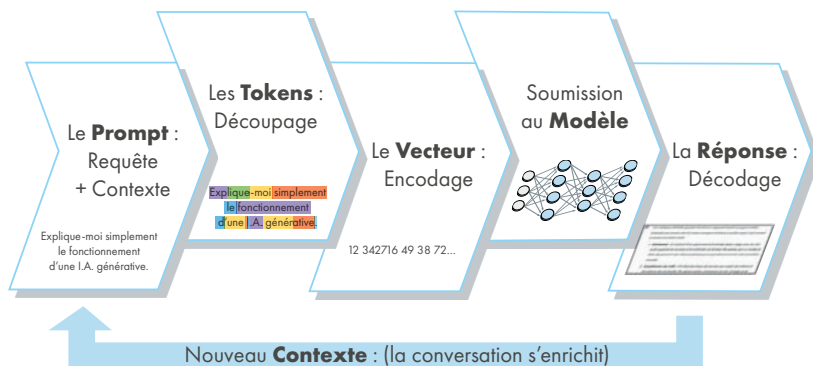 Le Prompt :
Requête
+ Contexte
Explique-moi simplement
le fonctionnement
d'une I.A. générative.
Les Tokens :
Découpage
Explique-moi simplement
le fonctionnement
d'une I.A. générative.
Le Vecteur :
Encodage
12 342716 49 38 72...
Soumission
au Modèle
La Réponse :
Décodage
Nouveau Contexte : (la conversation s'enrichit)